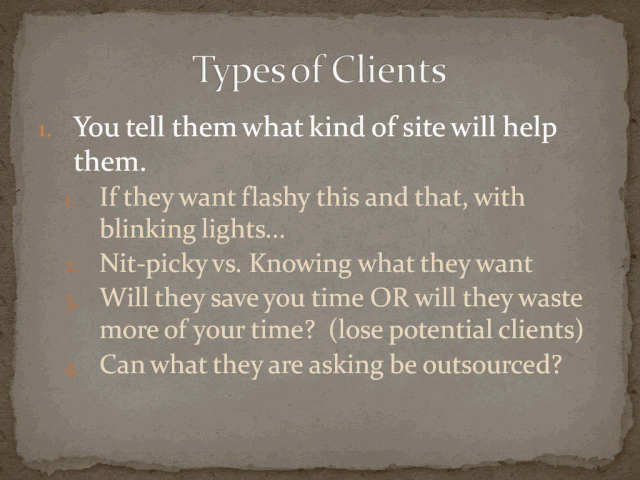 Types of Clients
1. You tell them what kind of site will help
them.
1. If they want flashy this and that, with
blinking lights...
2. Nit-picky vs. Knowing what they want
3. Will they save you time OR will they waste
more of your time? (lose potential clients)
4. Can what they are asking be outsourced?